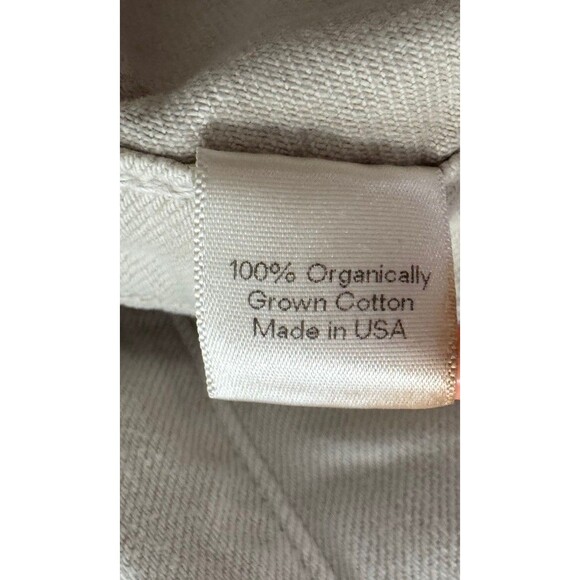 100% Organically
Grown Cotton
Made in USA